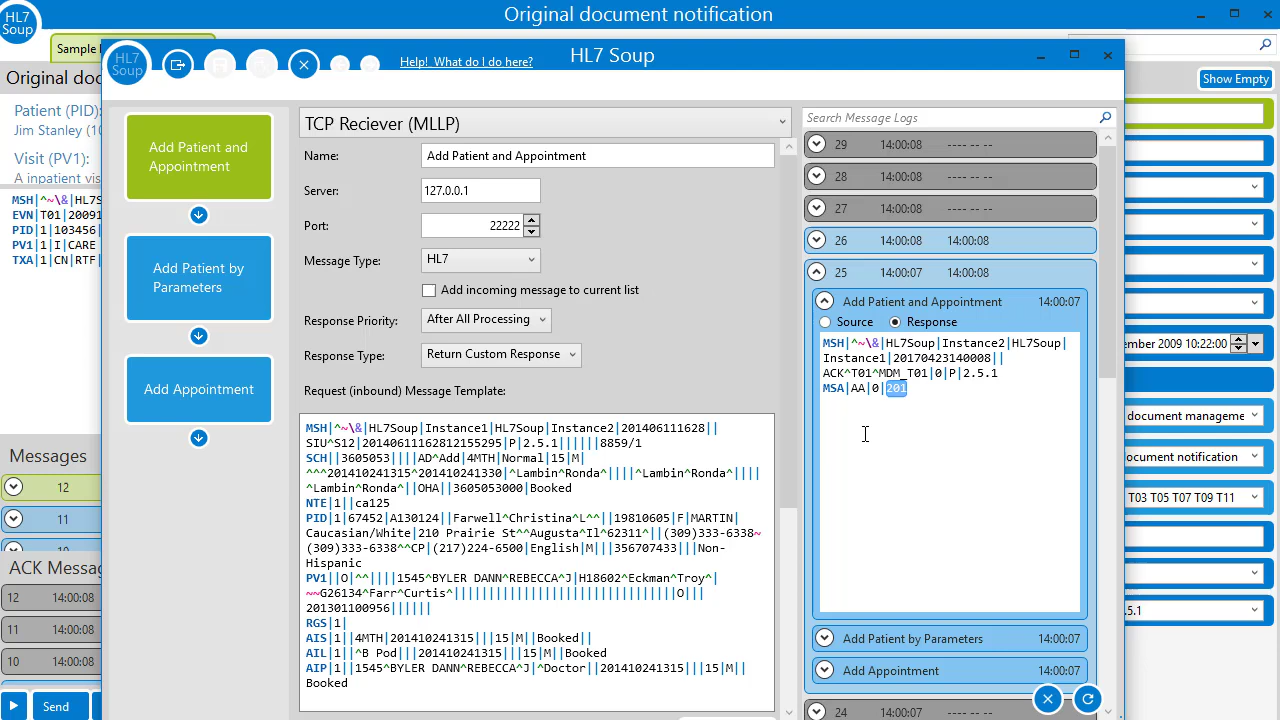 Original document notification
HL7 Soup
Sample
Original doc
Show Empty
Patient (PID):
Jim Stanley (10
Visit (PV1):
A inpatient vis
MSH|^~\&|HL7S
EVN|T01|20091
PID|1|103456|
PV1|1|I|CARE
TXA|1|CN|RTF|
Messages
12
11
ACK Messag
12 14:00:08
11 14:00:08
10 14:00:08
Send
HL7 Soup
HL7 Soup
Help! What do I do here?
Add Patient and Appointment
Add Patient by Parameters
Add Appointment
TCP Reciever (MLLP)
Name: Add Patient and Appointment
Server: 127.0.0.1
Port: 22222
Message Type: HL7
Add incoming message to current list
Response Priority: After All Processing
Response Type: Return Custom Response
Request (inbound) Message Template:
MSH|^~\&|HL7Soup|Instance1|HL7Soup|Instance2|201406111628||
SIU^S12|20140611162812155295|P|2.5.1||||||8859/1
SCH||3605053||||AD^Add|4MTH|Normal|15|M|
^^^201410241315^201410241330|^Lambin^Ronda^||||^Lambin^Ronda^||||
^Lambin^Ronda^||OHA||3605053000|Booked
NTE|1||ca125
PID|1|67452|A130124||Farwell^Christina^L^^||19810605|F|MARTIN|
Caucasian/White|210 Prairie St^^Augusta^Il^62311^||(309)333-6338~
(309)333-6338^^CP|(217)224-6500|English|M|||356707433|||Non-
Hispanic
PV1||O|^^||||1545^BYLER DANN^REBECCA^J|H18602^Eckman^Troy^|
~~G26134^Farr^Curtis^||||||||||||||||||||||||||||O|||
201301100956||||||
RGS|1|
AIS|1||4MTH|201410241315|||15|M||Booked||
AIL|1||^B Pod|201410241315|||15|M||Booked
AIP|1||1545^BYLER DANN^REBECCA^J|^Doctor||201410241315|||15|M||
Booked
Search Message Logs
29 14:00:08 ---- -- --
28 14:00:08 ---- -- --
27 14:00:08 ---- -- --
26 14:00:08 14:00:08
25 14:00:07 14:00:08
Add Patient and Appointment 14:00:07
Source Response
MSH|^~\&|HL7Soup|Instance2|HL7Soup|
Instance1|20170423140008||
ACK^T01^MDM_T01|0|P|2.5.1
MSA|AA|0|201
Add Patient by Parameters 14:00:07
Add Appointment 14:00:07
24 14:00:07 ---- -- --
ember 2009 10:22:00
document manageme
ocument notification
T03 T05 T07 T09 T11
.5.1